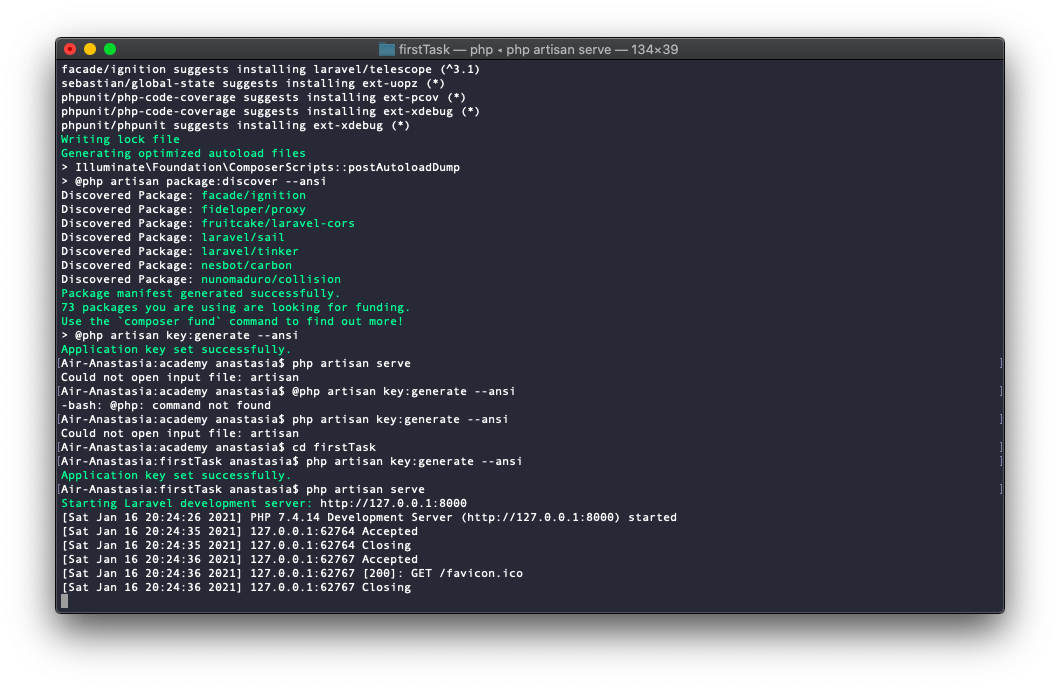 firstTask — php ◂ php artisan serve — 134×39
facade/ignition suggests installing laravel/telescope (^3.1)
sebastian/global-state suggests installing ext-uopz (*)
phpunit/php-code-coverage suggests installing ext-pcov (*)
phpunit/php-code-coverage suggests installing ext-xdebug (*)
phpunit/phpunit suggests installing ext-xdebug (*)
Writing lock file
Generating optimized autoload files
> Illuminate\Foundation\ComposerScripts::postAutoloadDump
> @php artisan package:discover --ansi
Discovered Package: facade/ignition
Discovered Package: fideloper/proxy
Discovered Package: fruitcake/laravel-cors
Discovered Package: laravel/sail
Discovered Package: laravel/tinker
Discovered Package: nesbot/carbon
Discovered Package: nunomaduro/collision
Package manifest generated successfully.
73 packages you are using are looking for funding.
Use the `composer fund` command to find out more!
> @php artisan key:generate --ansi
Application key set successfully.
[Air-Anastasia:academy anastasia$ php artisan serve ]
Could not open input file: artisan
[Air-Anastasia:academy anastasia$ @php artisan key:generate --ansi ]
-bash: @php: command not found
[Air-Anastasia:academy anastasia$ php artisan key:generate --ansi ]
Could not open input file: artisan
[Air-Anastasia:academy anastasia$ cd firstTask ]
[Air-Anastasia:firstTask anastasia$ php artisan key:generate --ansi ]
Application key set successfully.
[Air-Anastasia:firstTask anastasia$ php artisan serve ]
Starting Laravel development server: http://127.0.0.1:8000
[Sat Jan 16 20:24:26 2021] PHP 7.4.14 Development Server (http://127.0.0.1:8000) started
[Sat Jan 16 20:24:35 2021] 127.0.0.1:62764 Accepted
[Sat Jan 16 20:24:35 2021] 127.0.0.1:62764 Closing
[Sat Jan 16 20:24:36 2021] 127.0.0.1:62767 Accepted
[Sat Jan 16 20:24:36 2021] 127.0.0.1:62767 [200]: GET /favicon.ico
[Sat Jan 16 20:24:36 2021] 127.0.0.1:62767 Closing